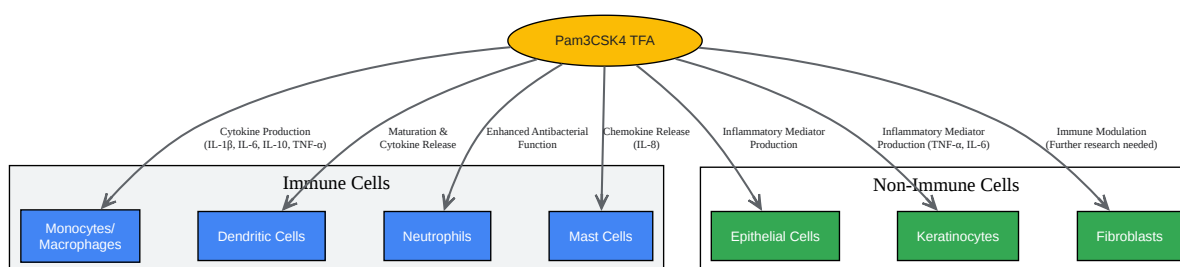 Pam3CSK4 TFA
Cytokine Production
(IL-1β, IL-6, IL-10, TNF-α)
Maturation &
Cytokine Release
Enhanced Antibacterial
Function
Chemokine Release
(IL-8)
Inflammatory Mediator
Production
Inflammatory Mediator
Production (TNF-α, IL-6)
Immune Modulation
(Further research needed)
Immune Cells
Non-Immune Cells
Monocytes/
Macrophages
Dendritic Cells
Neutrophils
Mast Cells
Epithelial Cells
Keratinocytes
Fibroblasts